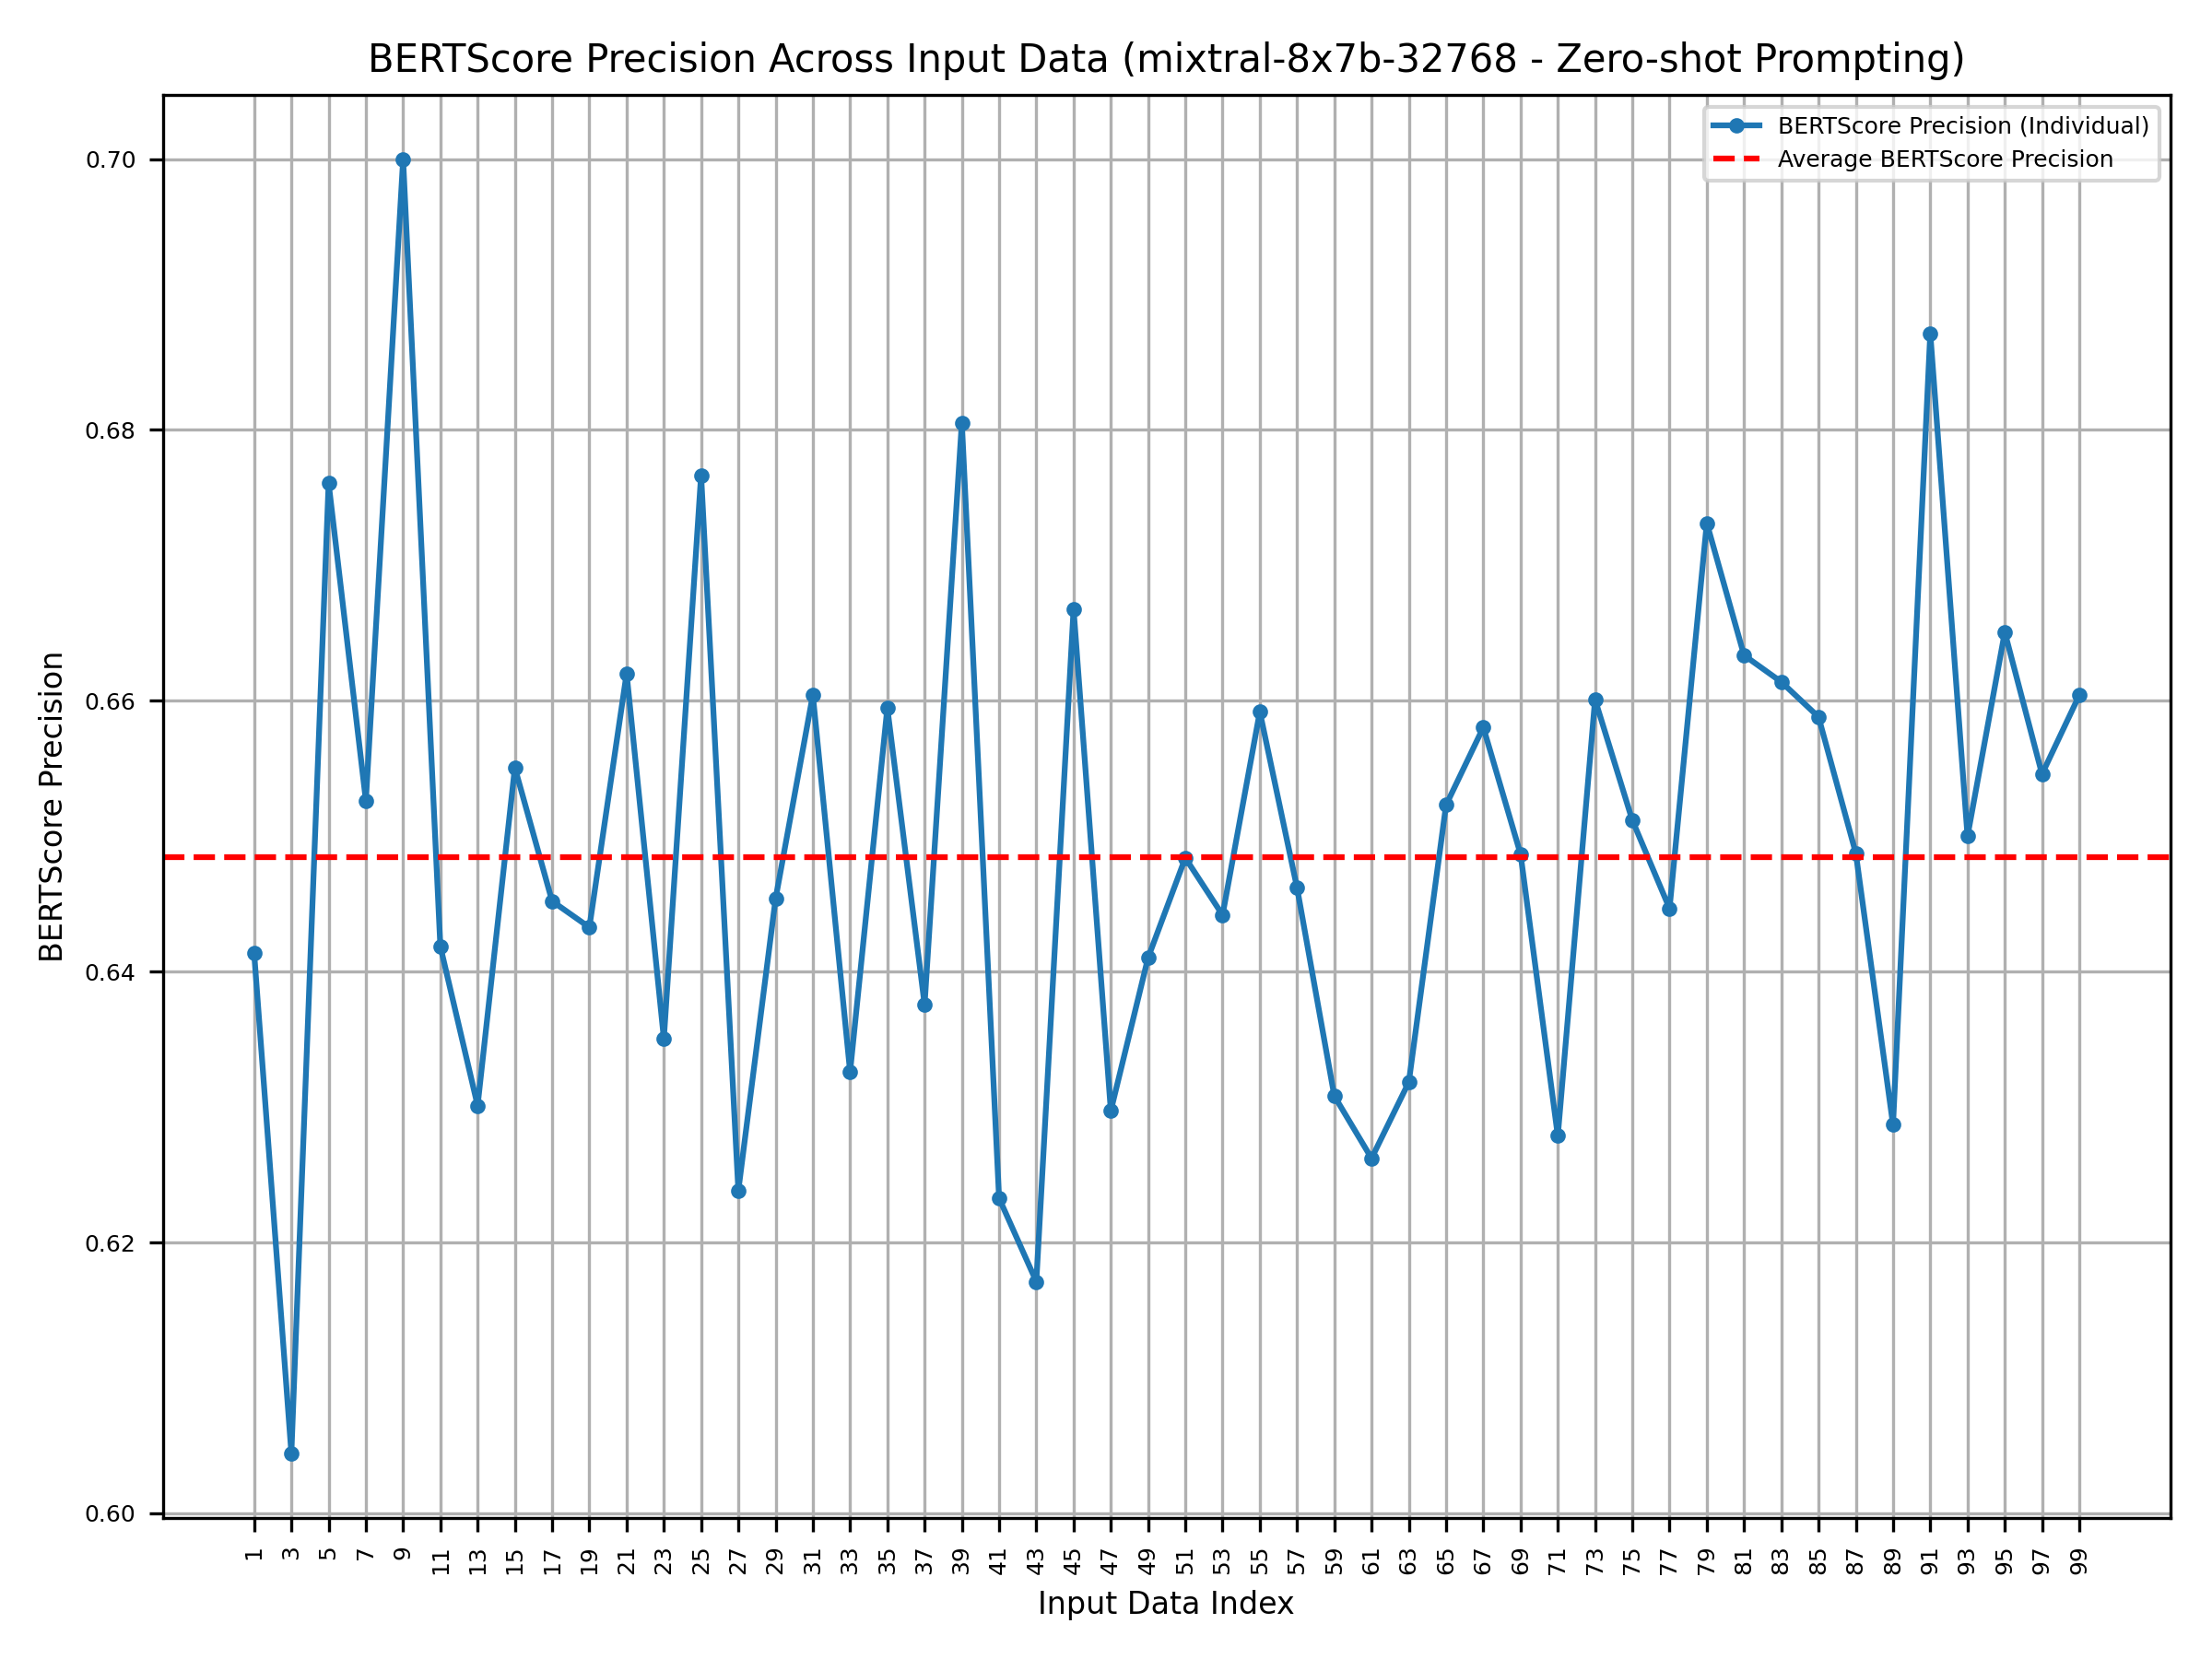 BERTScore Precision Across Input Data (mixtral-8x7b-32768 - Zero-shot Prompting)
BERTScore Precision (Individual)
Average BERTScore Precision
BERTScore Precision
0.70
0.68
0.66
0.64
0.62
0.60
1 3 5 7 9 11 13 15 17 19 21 23 25 27 29 31 33 35 37 39 41 43 45 47 49 51 53 55 57 59 61 63 65 67 69 71 73 75 77 79 81 83 85 87 89 91 93 95 97 99
Input Data Index